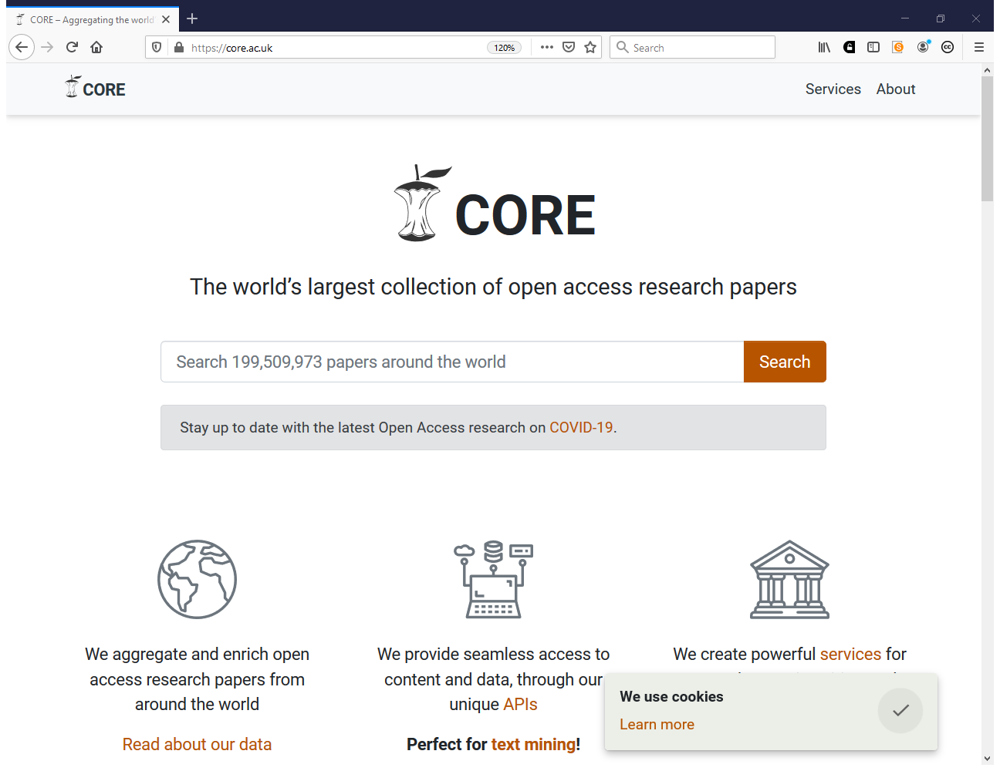 CORE – Aggregating the world'
https://core.ac.uk
120%
Search
CORE
Services
About
CORE
The world's largest collection of open access research papers
Search 199,509,973 papers around the world
Search
Stay up to date with the latest Open Access research on COVID-19.
We aggregate and enrich open
access research papers from
around the world
Read about our data
We provide seamless access to
content and data, through our
unique APIs
Perfect for text mining!
We create powerful services for
We use cookies
Learn more